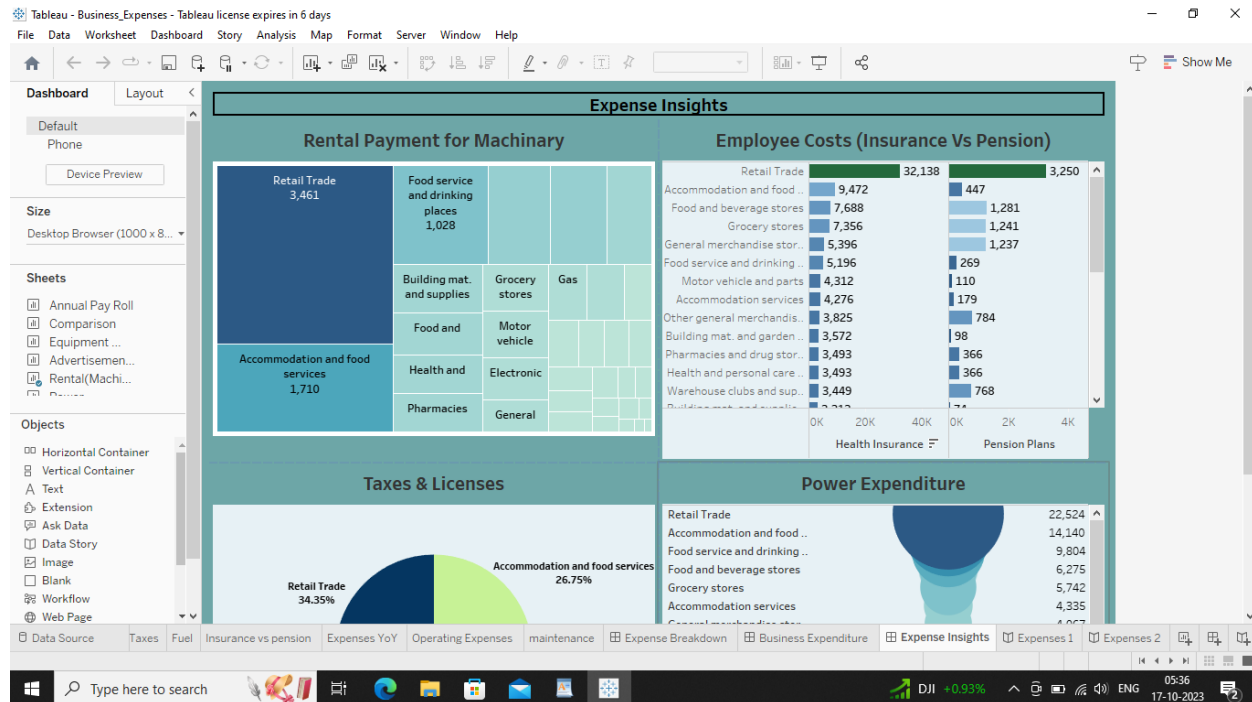 Tableau - Business_Expenses - Tableau license expires in 6 days
File Data Worksheet Dashboard Story Analysis Map Format Server Window Help
Show Me
Dashboard Layout
Default
Phone
Device Preview
Size
Desktop Browser (1000 x 8...
Sheets
Annual Pay Roll
Comparison
Equipment ...
Advertisemen...
Rental(Machi...
Objects
Horizontal Container
Vertical Container
Text
Extension
Ask Data
Data Story
Image
Blank
Workflow
Web Page
Expense Insights
Rental Payment for Machinary
Retail Trade
3,461
Food service
and drinking
places
1,028
Building mat.
and supplies
Grocery
stores
Gas
Food and
Motor
vehicle
Health and
Electronic
Pharmacies
General
Accommodation and food
services
1,710
Employee Costs (Insurance Vs Pension)
Retail Trade 32,138 3,250
Accommodation and food .. 9,472 447
Food and beverage stores 7,688 1,281
Grocery stores 7,356 1,241
General merchandise stor.. 5,396 1,237
Food service and drinking .. 5,196 269
Motor vehicle and parts 4,312 110
Accommodation services 4,276 179
Other general merchandis.. 3,825 784
Building mat. and garden .. 3,572 98
Pharmacies and drug stor.. 3,493 366
Health and personal care .. 3,493 366
Warehouse clubs and sup.. 3,449 768
0K 20K 40K 0K 2K 4K
Health Insurance Pension Plans
Taxes & Licenses
Retail Trade
34.35%
Accommodation and food services
26.75%
Power Expenditure
Retail Trade 22,524
Accommodation and food .. 14,140
Food service and drinking .. 9,804
Food and beverage stores 6,275
Grocery stores 5,742
Accommodation services 4,335
Data Source Taxes Fuel Insurance vs pension Expenses YoY Operating Expenses maintenance Expense Breakdown Business Expenditure Expense Insights Expenses 1 Expenses 2
Type here to search
DJI +0.93%
ENG
05:36
17-10-2023
2